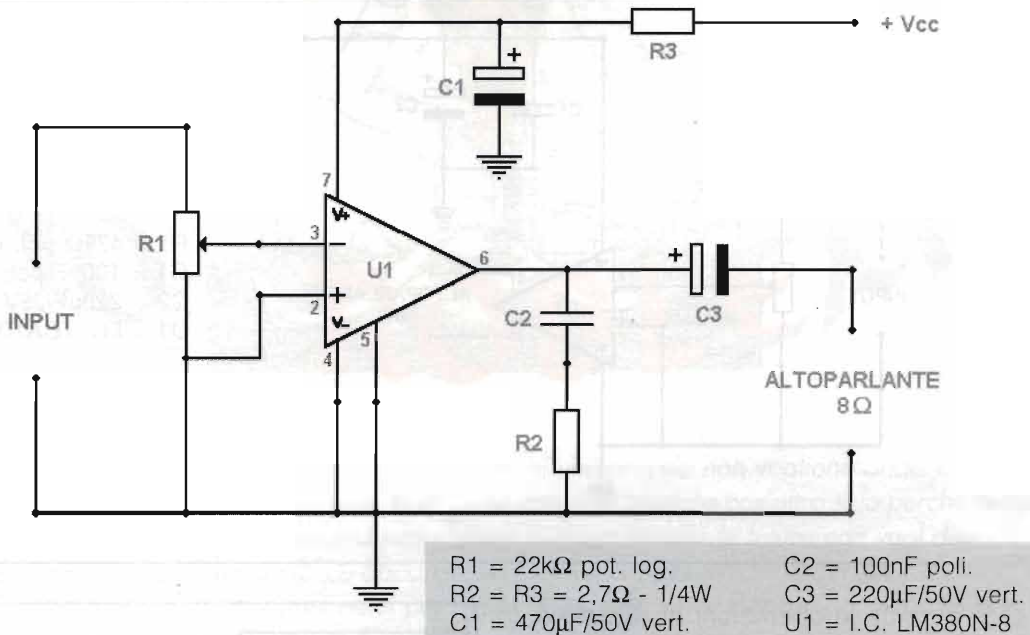 + Vcc
R3
+
C1
7
V+
R1
3
−
6
U1
+
C3
+
2
V−
5
4
C2
INPUT
ALTOPARLANTE
8Ω
R2
R1 = 22kΩ pot. log.
R2 = R3 = 2,7Ω - 1/4W
C1 = 470μF/50V vert.
C2 = 100nF poli.
C3 = 220μF/50V vert.
U1 = I.C. LM380N-8